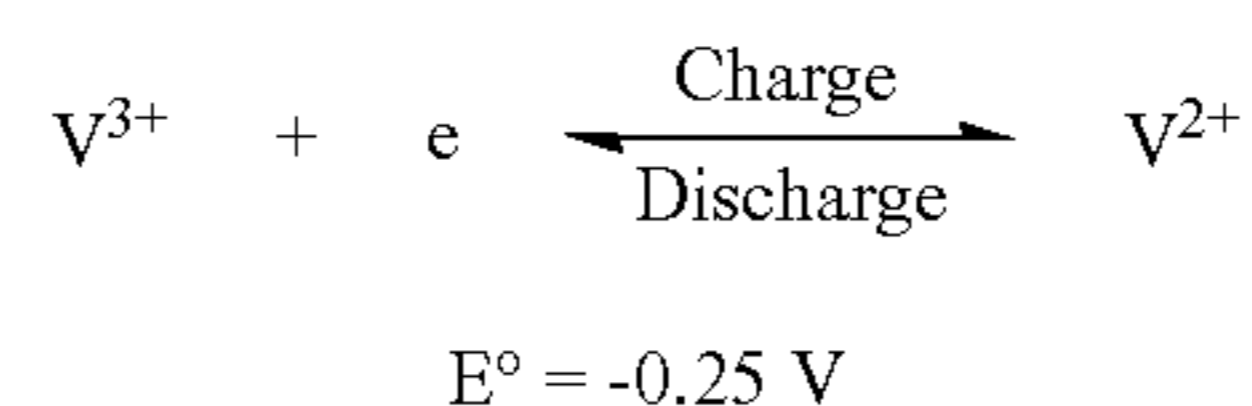 Charge
V³⁺ + e V²⁺
Discharge
E° = -0.25 V